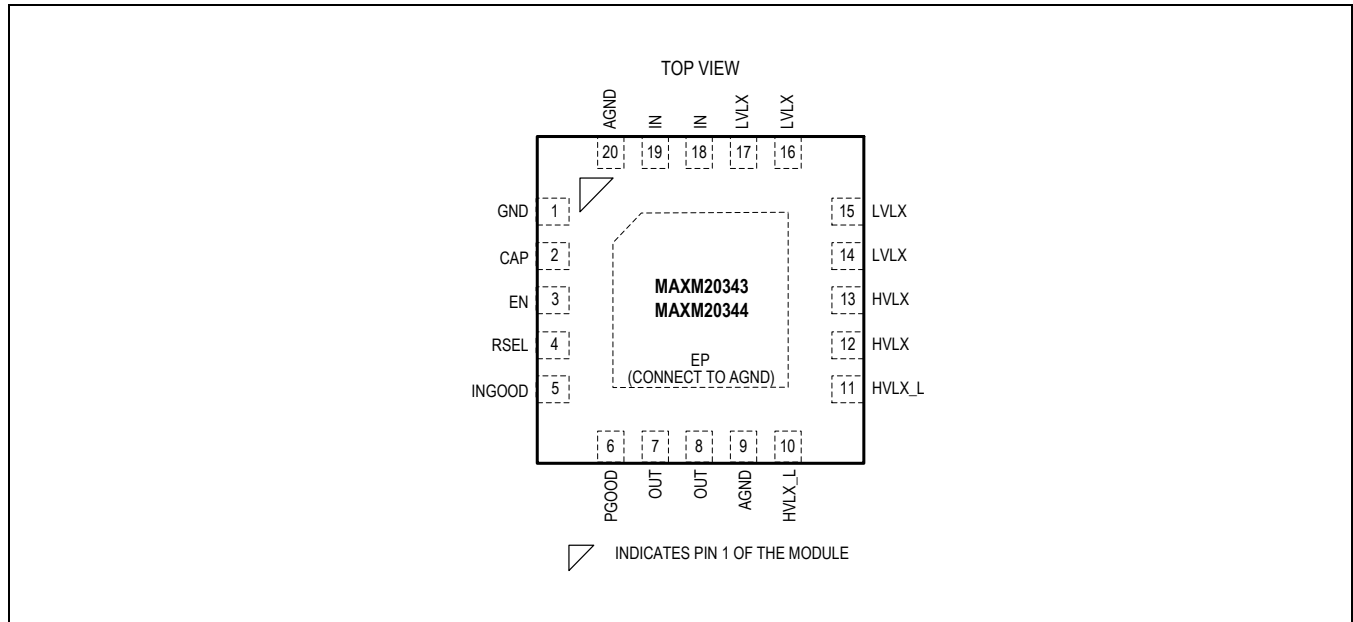 TOP VIEW
AGND
IN
IN
LVLX
LVLX
20
19
18
17
16
GND 1
CAP 2
EN 3
RSEL 4
INGOOD 5
15 LVLX
14 LVLX
13 HVLX
12 HVLX
11 HVLX_L
MAXM20343
MAXM20344
EP
(CONNECT TO AGND)
6
7
8
9
10
PGOOD
OUT
OUT
AGND
HVLX_L
INDICATES PIN 1 OF THE MODULE